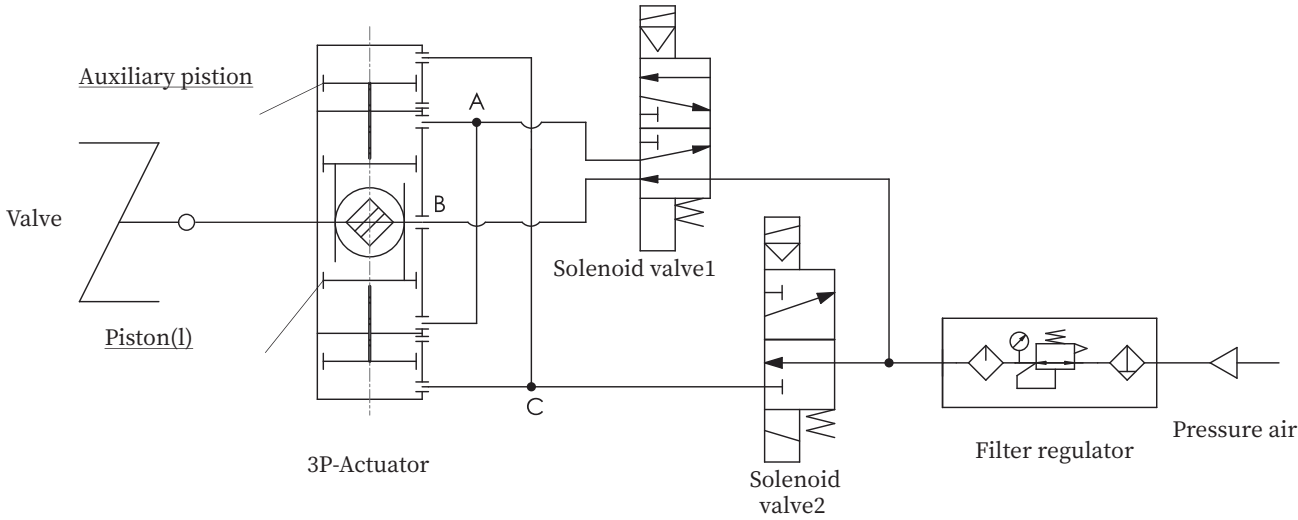 Auxiliary pistion
A
Valve
B
Solenoid valve1
Piston(l)
C
3P-Actuator
Solenoid
valve2
Filter regulator
Pressure air